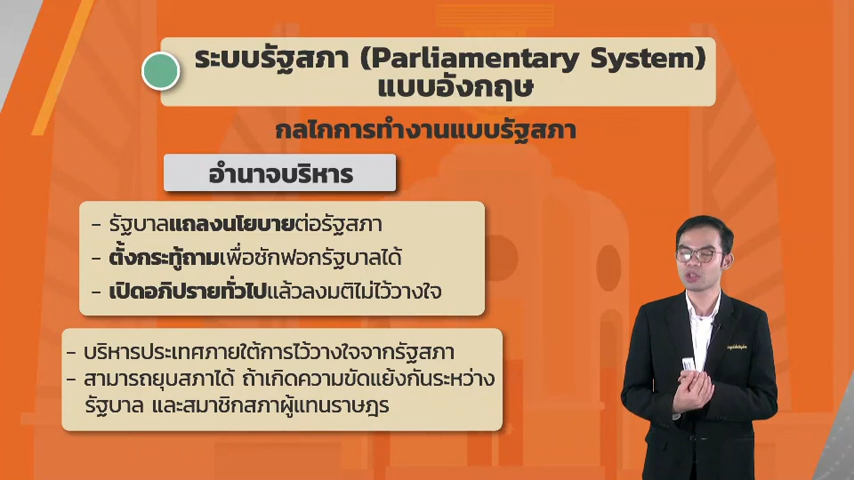 ระบบรัฐสภา (Parliamentary System)
แบบอังกฤษ
กลไกการทำงานแบบรัฐสภา
อำนาจบริหาร
- รัฐบาลแถลงนโยบายต่อรัฐสภา
- ตั้งกระทู้ถามเพื่อซักฟอกรัฐบาลได้
- เปิดอภิปรายทั่วไปแล้วลงมติไม่ไว้วางใจ
- บริหารประเทศภายใต้การไว้วางใจจากรัฐสภา
- สามารถยุบสภาได้ ถ้าเกิดความขัดแย้งกันระหว่าง
รัฐบาล และสมาชิกสภาผู้แทนราษฎร